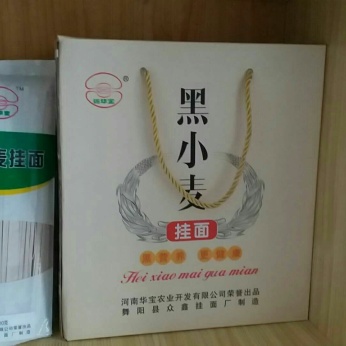 黑小麦
挂面
Hei xiao mai gua mian
河南华宝农业开发有限公司荣誉出品
舞阳县众鑫挂面厂制造
麦挂面